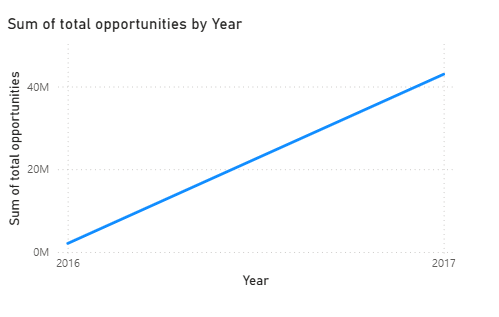 Sum of total opportunities by Year
Sum of total opportunities
40M
20M
0M
2016
2017
Year